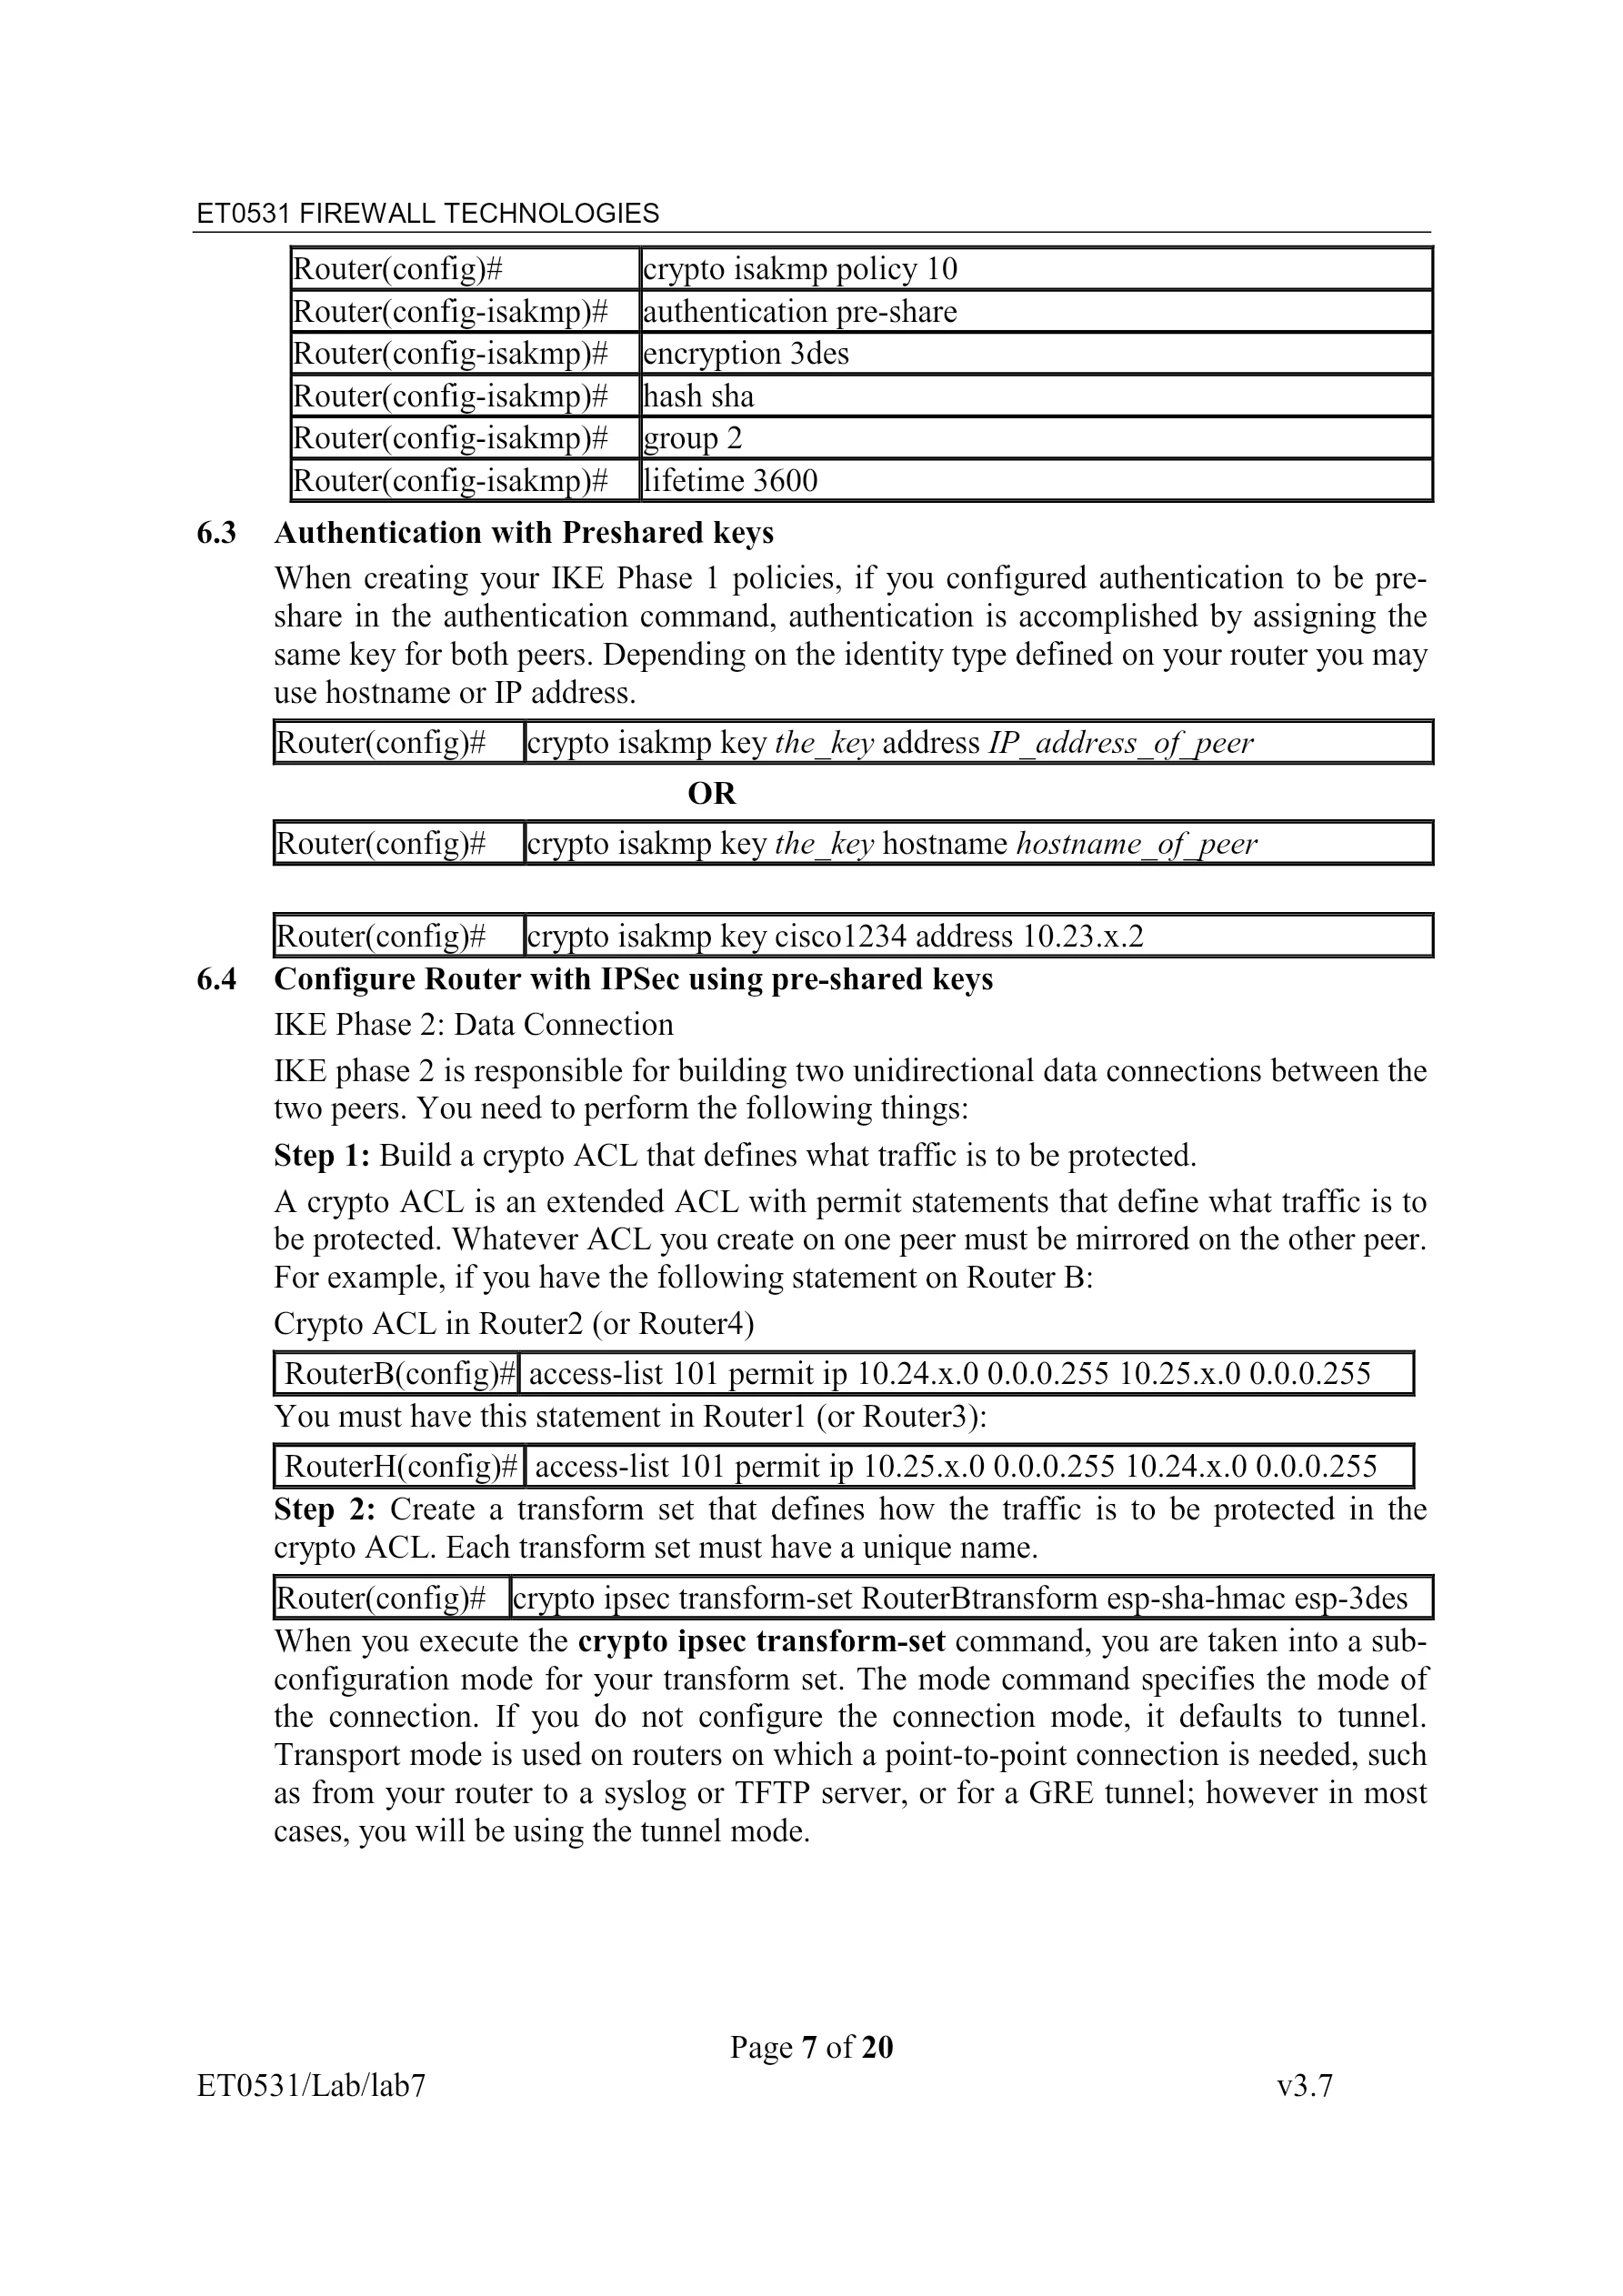 ET0531 FIREWALL TECHNOLOGIES
Router(config)# crypto isakmp policy 10
Router(config-isakmp)# authentication pre-share
Router(config-isakmp)# encryption 3des
Router(config-isakmp)# hash sha
Router(config-isakmp)# group 2
Router(config-isakmp)# lifetime 3600
6.3 Authentication with Preshared keys
When creating your IKE Phase 1 policies, if you configured authentication to be pre-
share in the authentication command, authentication is accomplished by assigning the
same key for both peers. Depending on the identity type defined on your router you may
use hostname or IP address.
Router(config)# crypto isakmp key the_key address IP_address_of_peer
OR
Router(config)# crypto isakmp key the_key hostname hostname_of_peer
Router(config)# crypto isakmp key cisco1234 address 10.23.x.2
6.4 Configure Router with IPSec using pre-shared keys
IKE Phase 2: Data Connection
IKE phase 2 is responsible for building two unidirectional data connections between the
two peers. You need to perform the following things:
Step 1: Build a crypto ACL that defines what traffic is to be protected.
A crypto ACL is an extended ACL with permit statements that define what traffic is to
be protected. Whatever ACL you create on one peer must be mirrored on the other peer.
For example, if you have the following statement on Router B:
Crypto ACL in Router2 (or Router4)
RouterB(config)# access-list 101 permit ip 10.24.x.0 0.0.0.255 10.25.x.0 0.0.0.255
You must have this statement in Router1 (or Router3):
RouterH(config)# access-list 101 permit ip 10.25.x.0 0.0.0.255 10.24.x.0 0.0.0.255
Step 2: Create a transform set that defines how the traffic is to be protected in the
crypto ACL. Each transform set must have a unique name.
Router(config)# crypto ipsec transform-set RouterBtransform esp-sha-hmac esp-3des
When you execute the crypto ipsec transform-set command, you are taken into a sub-
configuration mode for your transform set. The mode command specifies the mode of
the connection. If you do not configure the connection mode, it defaults to tunnel.
Transport mode is used on routers on which a point-to-point connection is needed, such
as from your router to a syslog or TFTP server, or for a GRE tunnel; however in most
cases, you will be using the tunnel mode.
Page 7 of 20
ET0531/Lab/lab7 v3.7